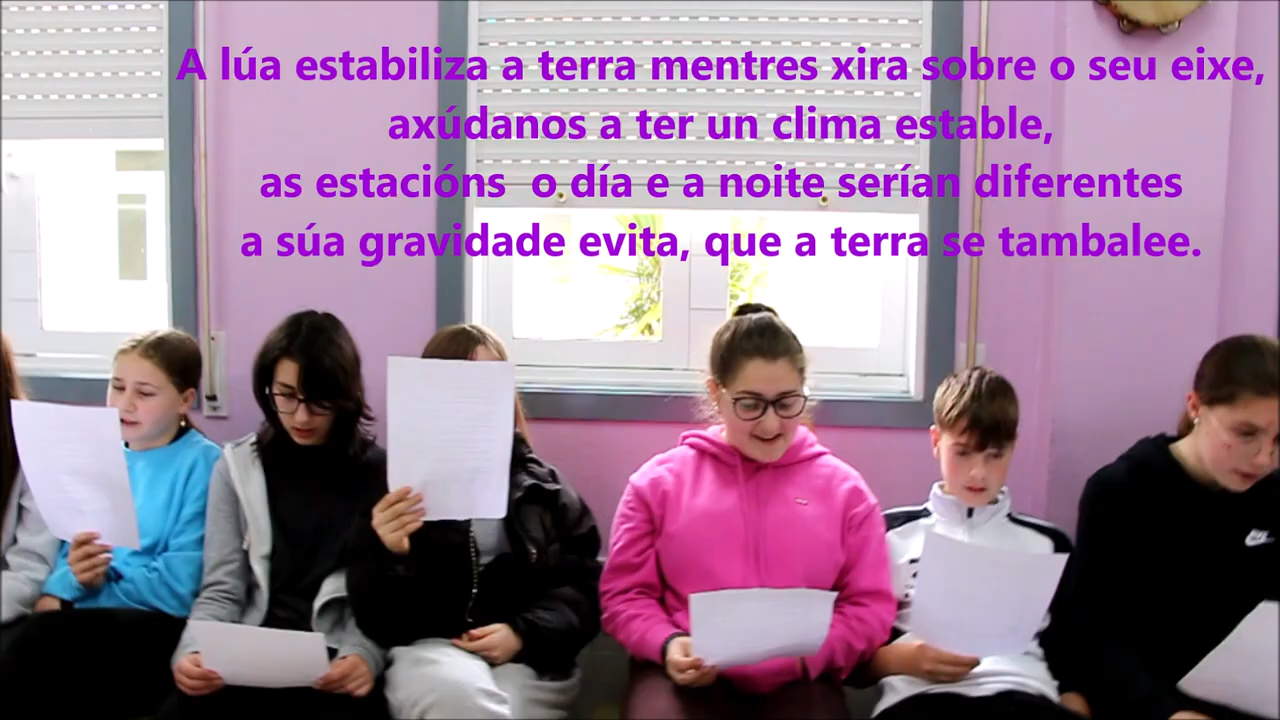 A lúa estabiliza a terra mentres xira sobre o seu eixe,
axúdanos a ter un clima estable,
as estacións o día e a noite serían diferentes
a súa gravidade evita, que a terra se tambalee.